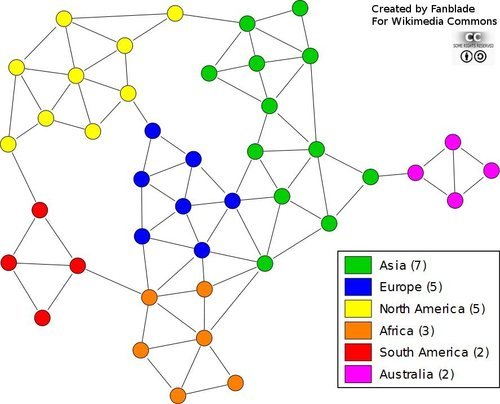 Created by Fanblade
For Wikimedia Commons
CC
SOME RIGHTS RESERVED
Asia (7)
Europe (5)
North America (5)
Africa (3)
South America (2)
Australia (2)